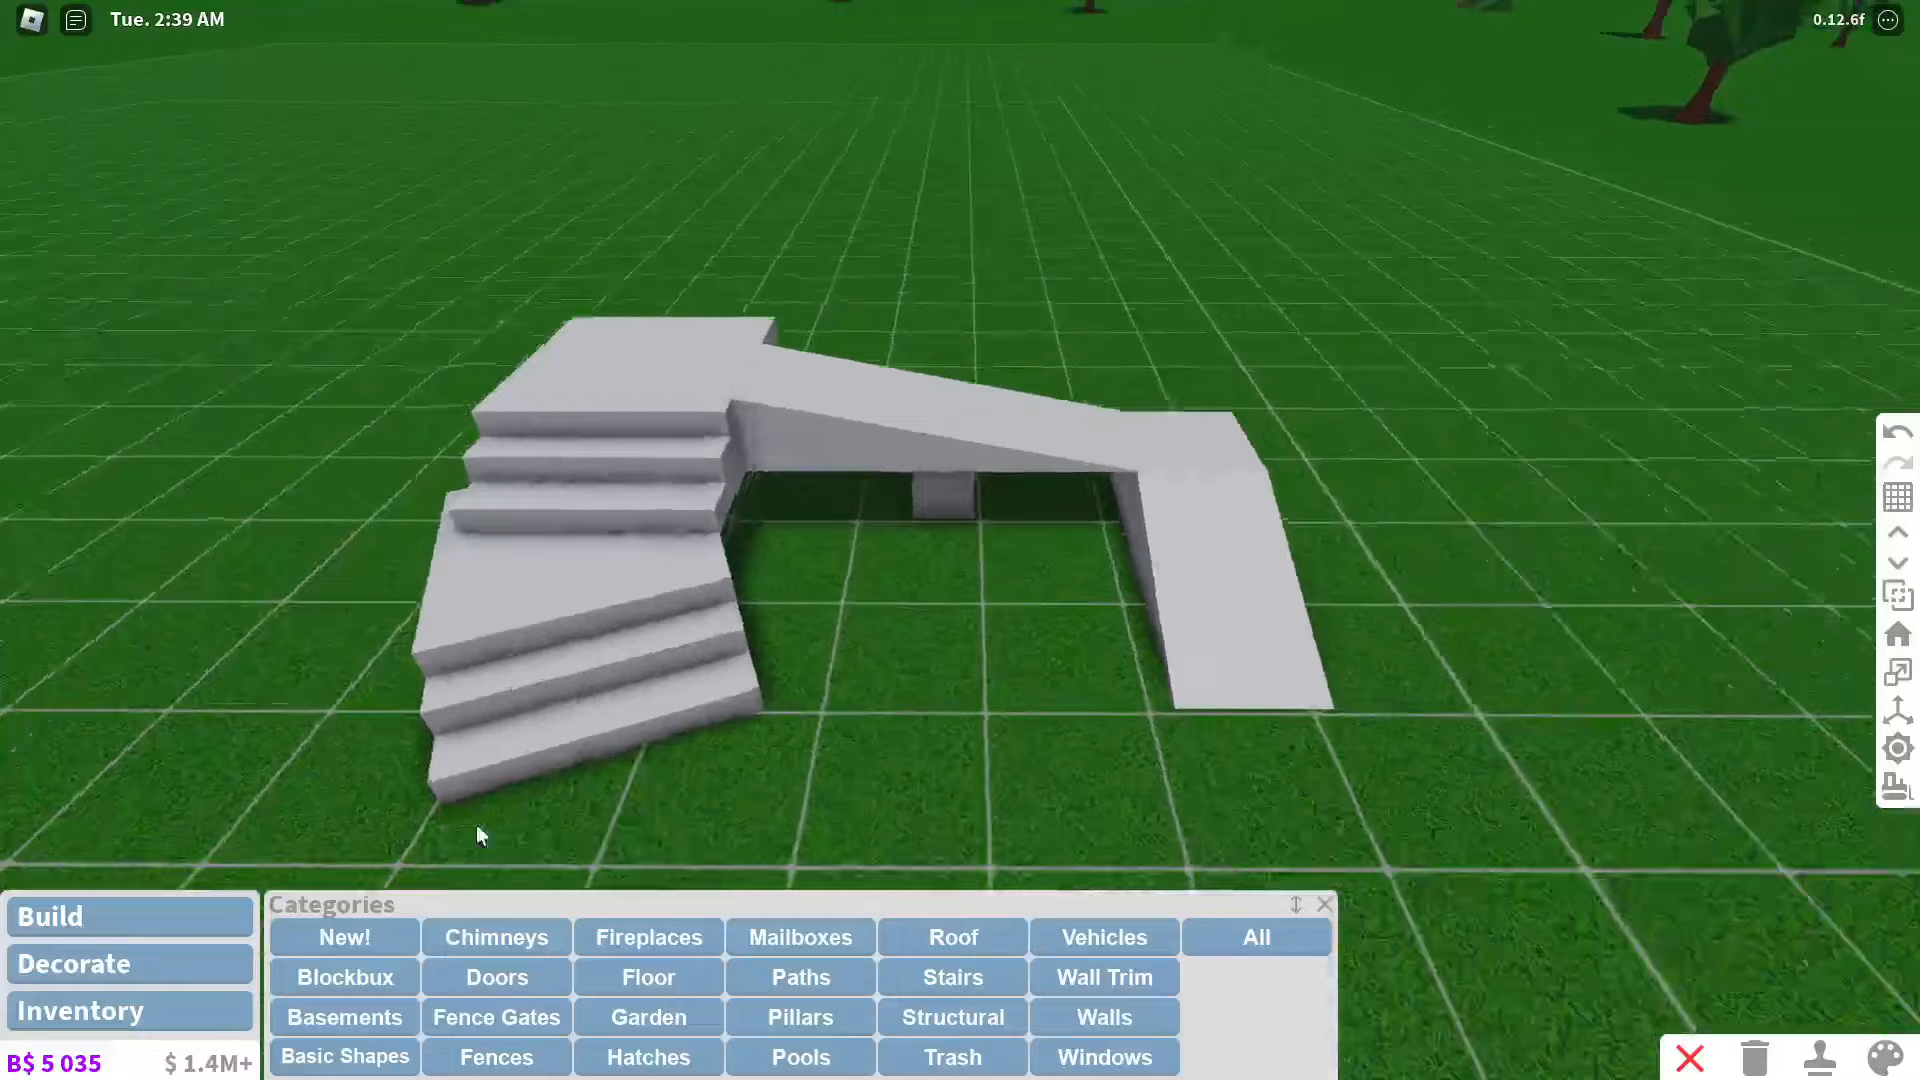 Tue. 2:39 AM
0.12.6f
Build
Decorate
Inventory
B$ 5 035
$ 1.4M+
Categories
New! Chimneys Fireplaces Mailboxes Roof Vehicles All
Blockbux Doors Floor Paths Stairs Wall Trim
Basements Fence Gates Garden Pillars Structural Walls
Basic Shapes Fences Hatches Pools Trash Windows